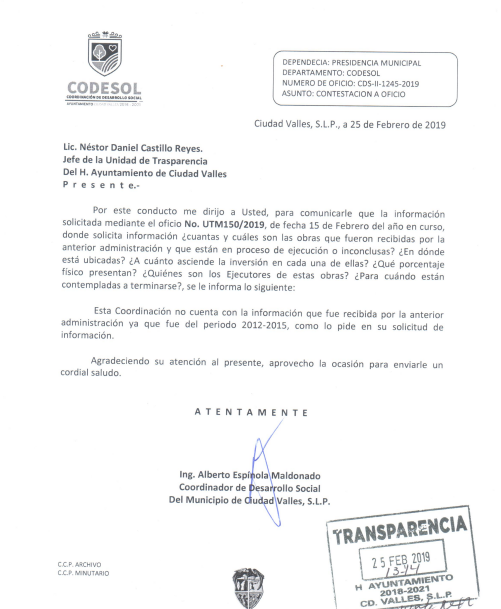 CODESOL
COORDINACIÓN DE DESARROLLO SOCIAL
DEPENDECIA: PRESIDENCIA MUNICIPAL
DEPARTAMENTO: CODESOL
NUMERO DE OFICIO: CDS-II-1245-2019
ASUNTO: CONTESTACION A OFICIO
Ciudad Valles, S.L.P., a 25 de Febrero de 2019
Lic. Néstor Daniel Castillo Reyes.
Jefe de la Unidad de Trasparencia
Del H. Ayuntamiento de Ciudad Valles
P r e s e n t e.-
Por este conducto me dirijo a Usted, para comunicarle que la información
solicitada mediante el oficio No. UTM150/2019, de fecha 15 de Febrero del año en curso,
donde solicita información ¿cuantas y cuáles son las obras que fueron recibidas por la
anterior administración y que están en proceso de ejecución o inconclusas? ¿En dónde
está ubicadas? ¿A cuánto asciende la inversión en cada una de ellas? ¿Qué porcentaje
físico presentan? ¿Quiénes son los Ejecutores de estas obras? ¿Para cuándo están
contempladas a terminarse?, se le informa lo siguiente:
Esta Coordinación no cuenta con la información que fue recibida por la anterior
administración ya que fue del periodo 2012-2015, como lo pide en su solicitud de
información.
Agradeciendo su atención al presente, aprovecho la ocasión para enviarle un
cordial saludo.
A T E N T A M E N T E
Ing. Alberto Espínola Maldonado
Coordinador de Desarrollo Social
Del Municipio de Ciudad Valles, S.L.P.
TRANSPARENCIA
25 FEB 2019
13:14
H AYUNTAMIENTO
2018-2021
CD. VALLES, S.L.P.
C.C.P. ARCHIVO
C.C.P. MINUTARIO